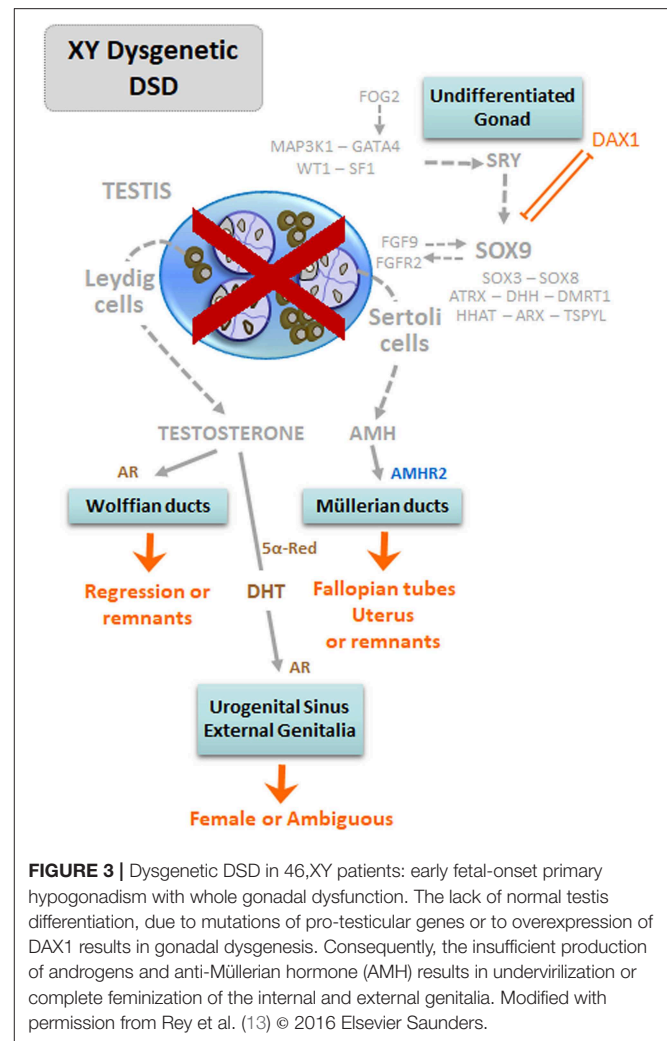 XY Dysgenetic
DSD
FOG2
Undifferentiated
Gonad
MAP3K1 – GATA4
WT1 – SF1
SRY
DAX1
TESTIS
FGF9
FGFR2
SOX9
SOX3 – SOX8
ATRX – DHH – DMRT1
HHAT – ARX – TSPYL
Leydig
cells
Sertoli
cells
TESTOSTERONE
AMH
AR
AMHR2
Wolffian ducts
Müllerian ducts
5α-Red
Regression or
remnants
DHT
Fallopian tubes
Uterus
or remnants
AR
Urogenital Sinus
External Genitalia
Female or Ambiguous
FIGURE 3 | Dysgenetic DSD in 46,XY patients: early fetal-onset primary
hypogonadism with whole gonadal dysfunction. The lack of normal testis
differentiation, due to mutations of pro-testicular genes or to overexpression of
DAX1 results in gonadal dysgenesis. Consequently, the insufficient production
of androgens and anti-Müllerian hormone (AMH) results in undervirilization or
complete feminization of the internal and external genitalia. Modified with
permission from Rey et al. (13) © 2016 Elsevier Saunders.